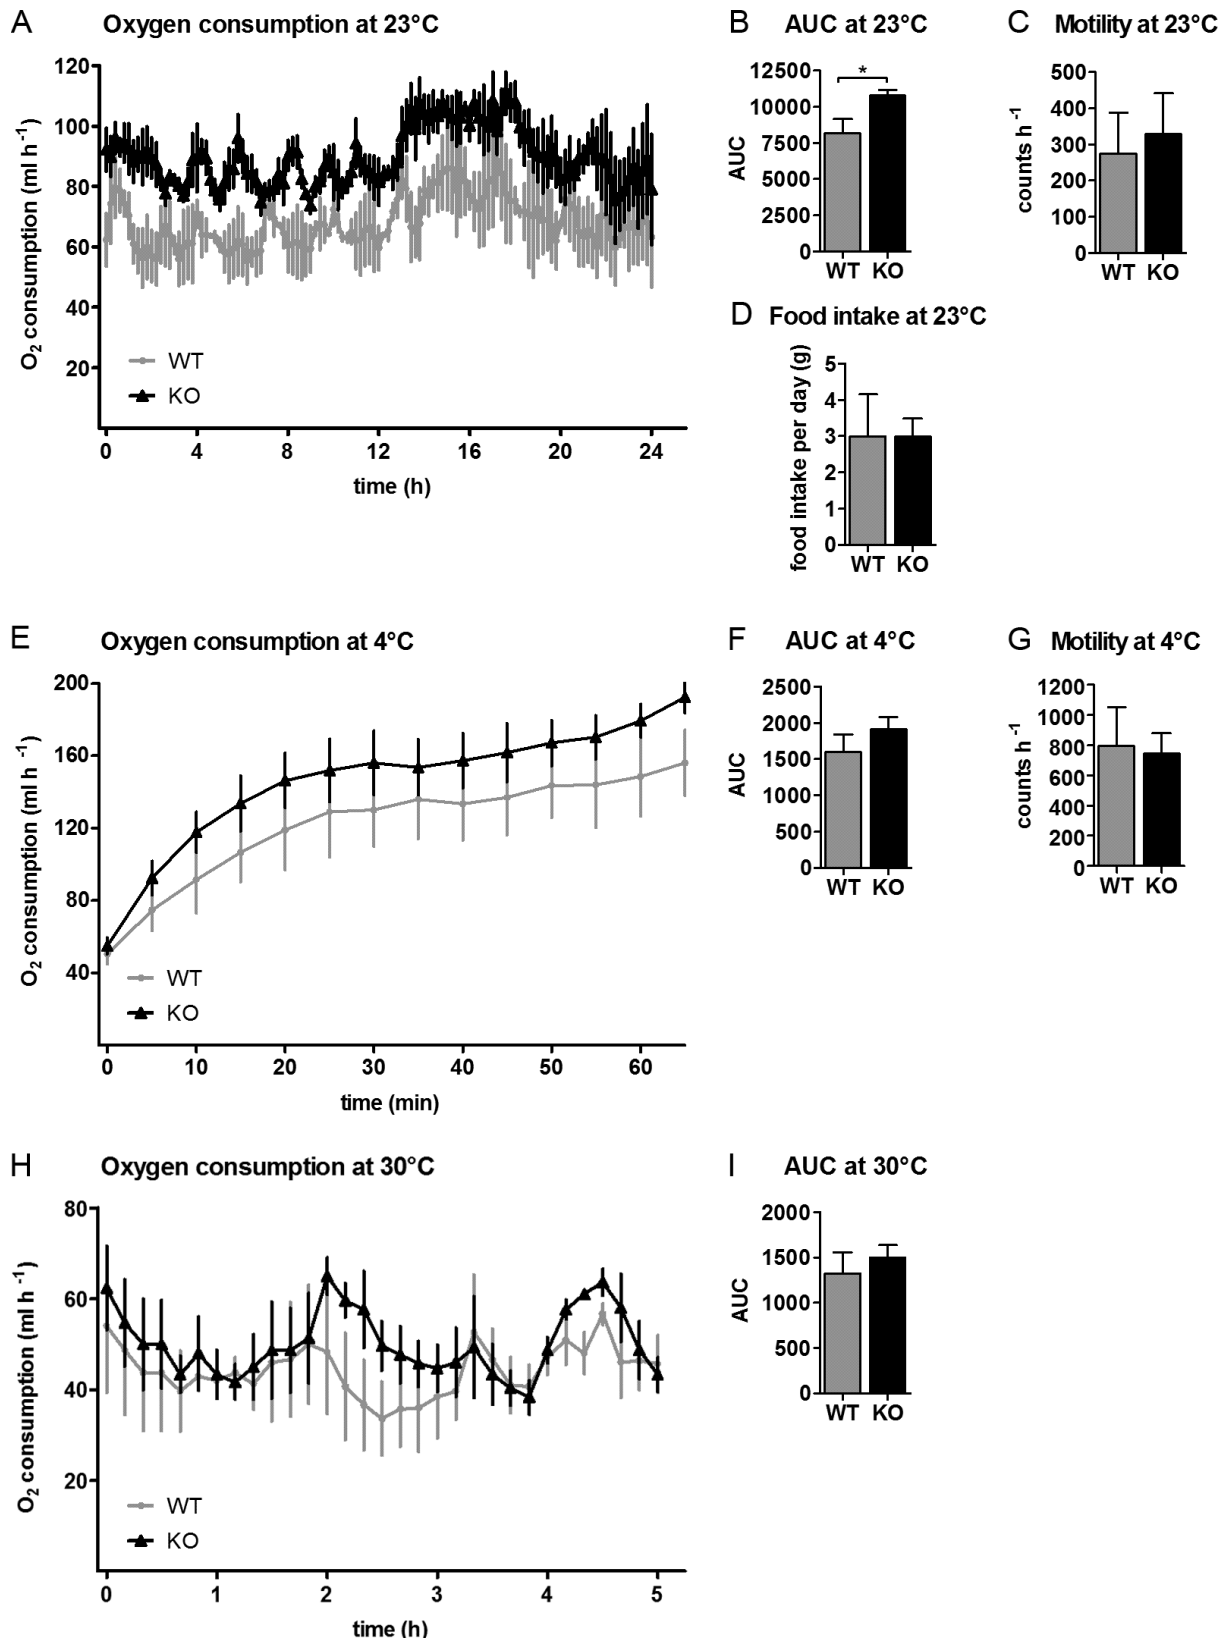 A Oxygen consumption at 23°C
O2 consumption (ml h -1)
120
100
80
60
40
20
WT
KO
0 4 8 12 16 20 24
time (h)
B AUC at 23°C
AUC
12500
10000
7500
5000
2500
0
*
WT KO
C Motility at 23°C
counts h -1
500
400
300
200
100
0
WT KO
D Food intake at 23°C
food intake per day (g)
5
4
3
2
1
0
WT KO
E Oxygen consumption at 4°C
O2 consumption (ml h -1)
200
160
120
80
40
WT
KO
0 10 20 30 40 50 60
time (min)
F AUC at 4°C
AUC
2500
2000
1500
1000
500
0
WT KO
G Motility at 4°C
counts h -1
1200
1000
800
600
400
200
0
WT KO
H Oxygen consumption at 30°C
O2 consumption (ml h -1)
80
60
40
20
WT
KO
0 1 2 3 4 5
time (h)
I AUC at 30°C
AUC
2000
1500
1000
500
0
WT KO